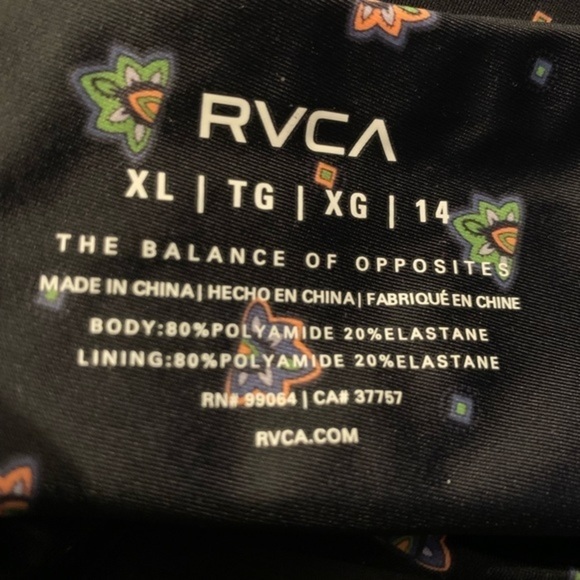 RVCA
XL | TG | XG | 14
THE BALANCE OF OPPOSITES
MADE IN CHINA | HECHO EN CHINA | FABRIQUÉ EN CHINE
BODY:80%POLYAMIDE 20%ELASTANE
LINING:80%POLYAMIDE 20%ELASTANE
RN# 99064 | CA# 37757
RVCA.COM